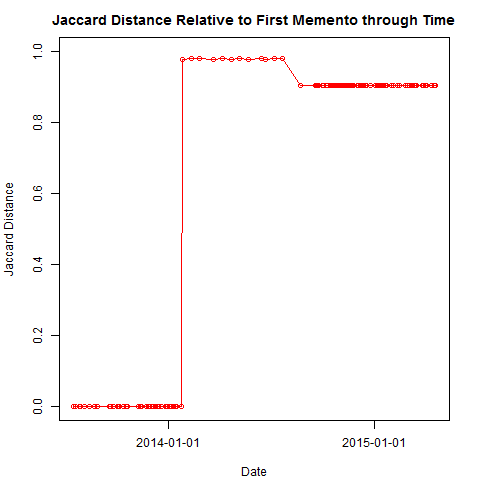 Jaccard Distance Relative to First Memento through Time
Jaccard Distance
1.0
0.8
0.6
0.4
0.2
0.0
2014-01-01 2015-01-01
Date